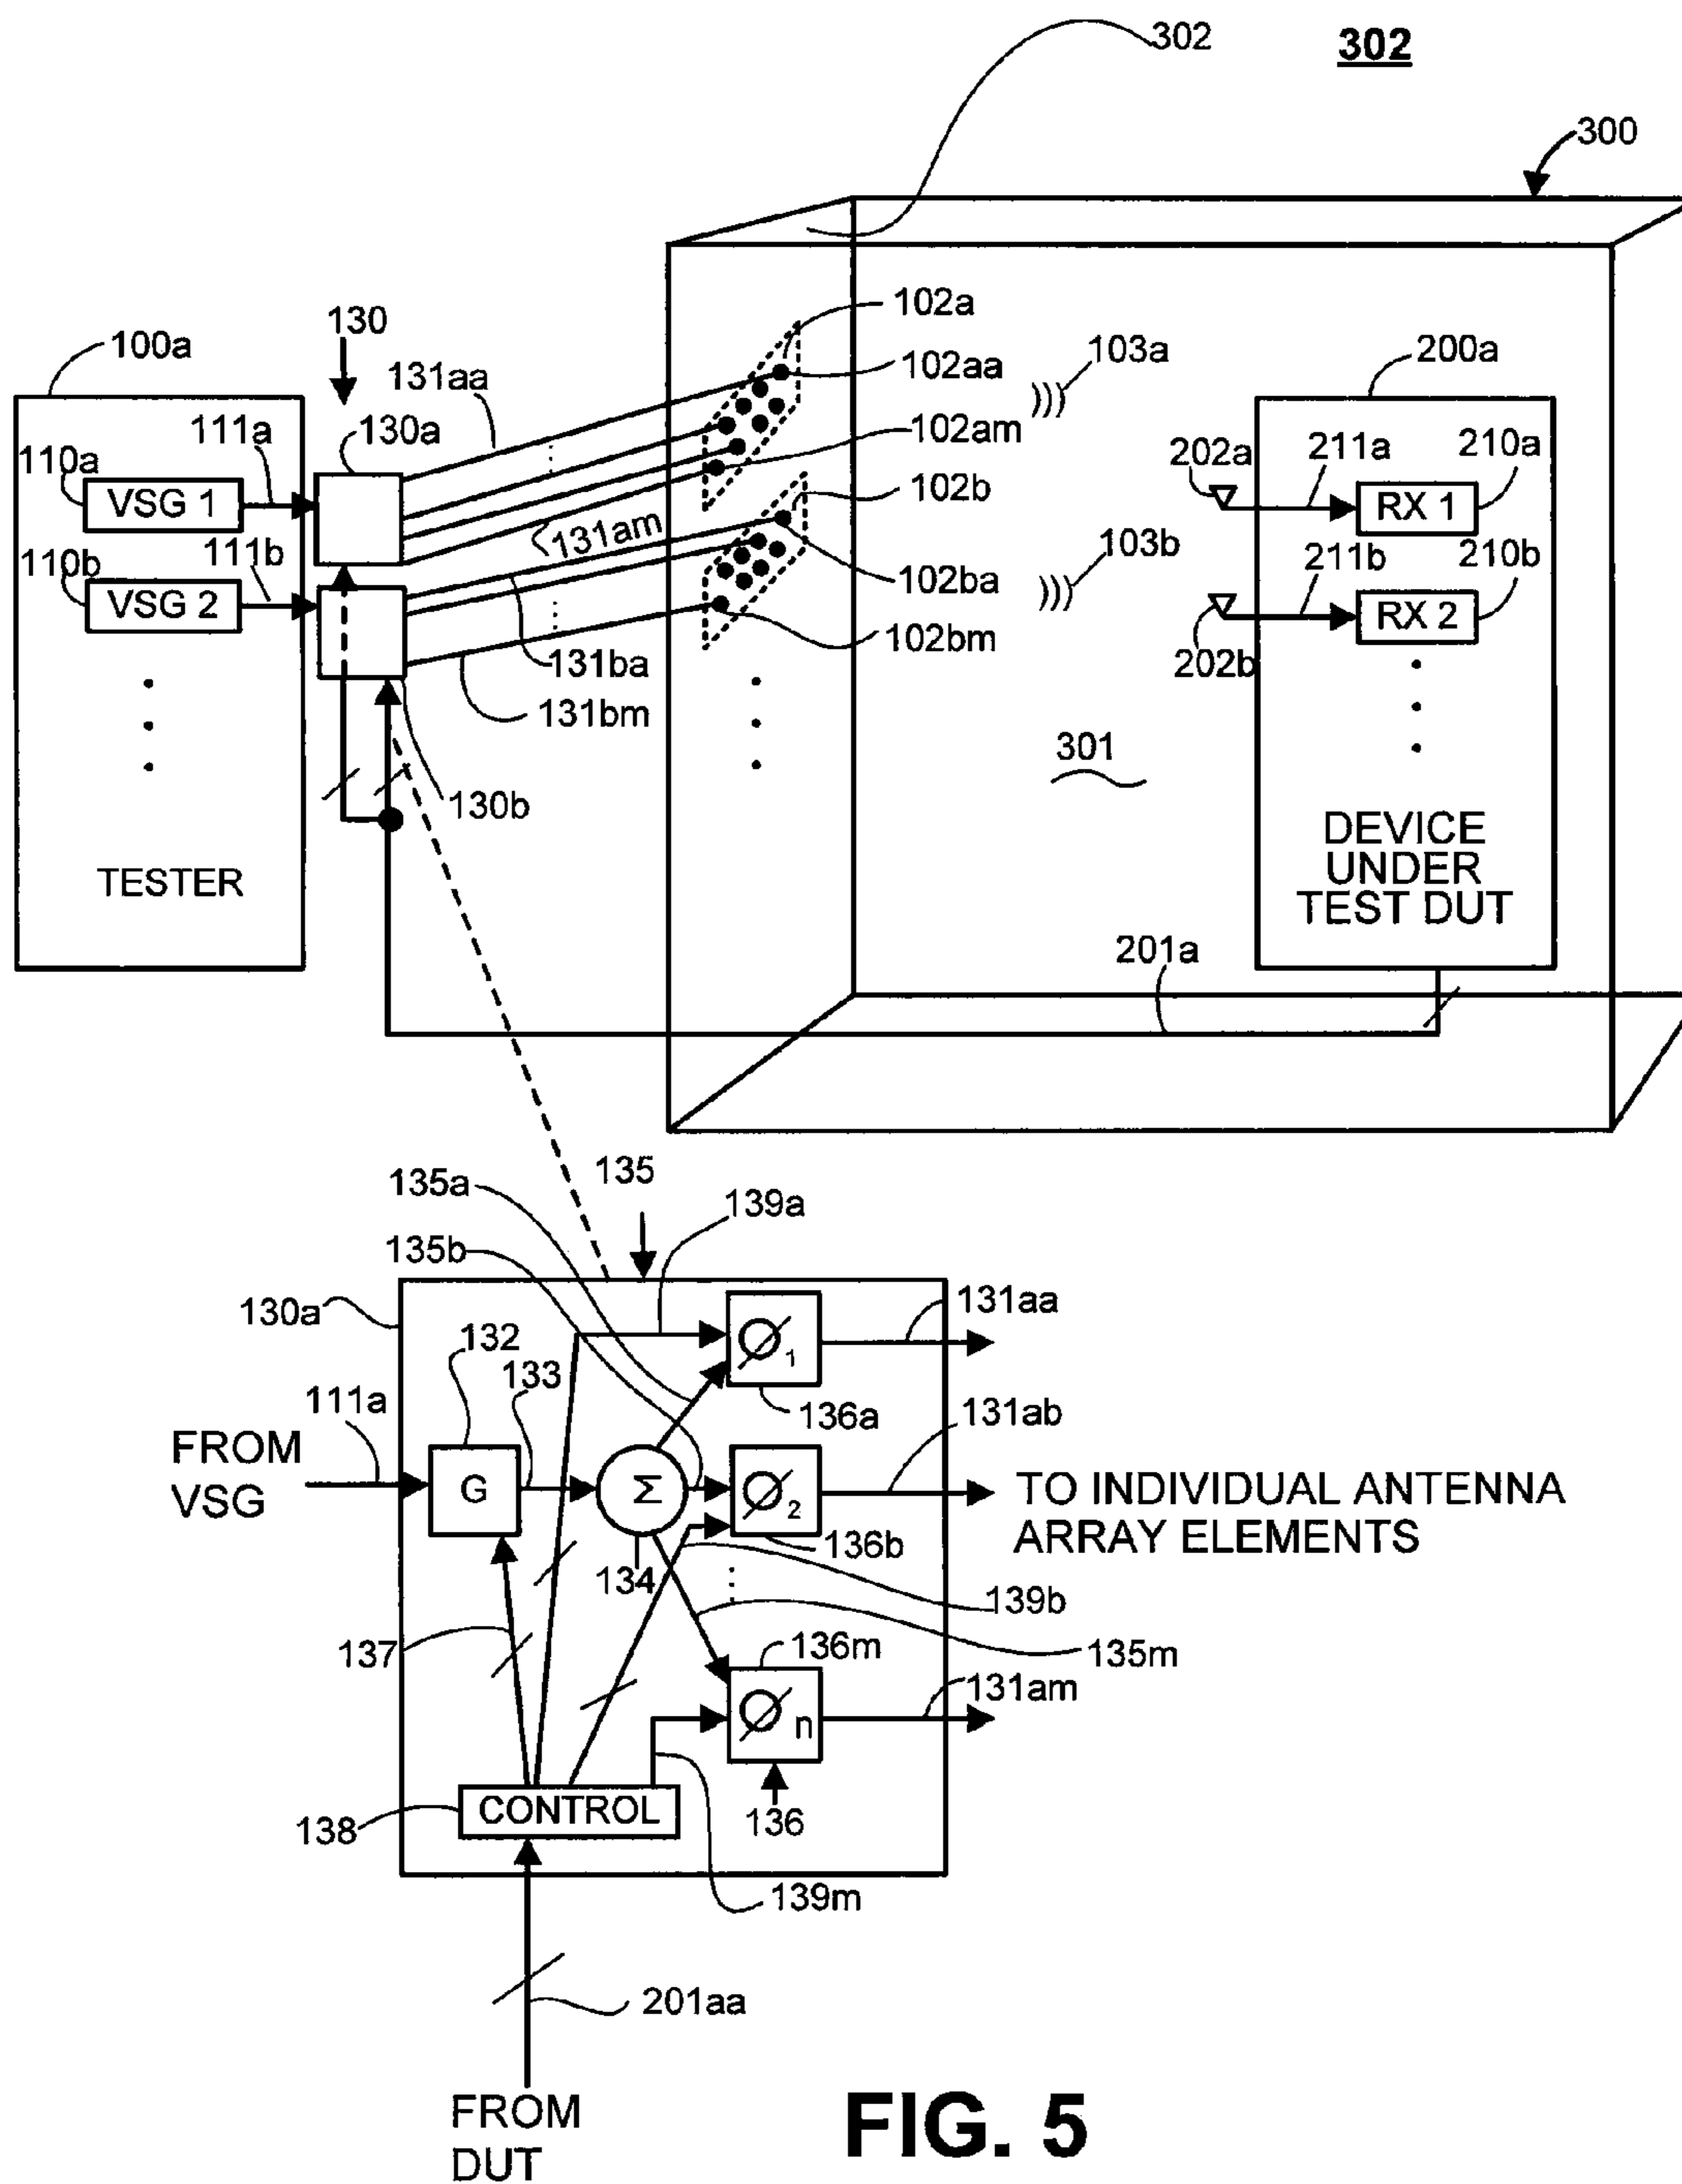 302
302
300
102a
130
100a
103a
200a
102aa
131aa
111a
130a
102am
202a
211a
210a
110a
VSG 1
RX 1
102b
131am
103b
110b
111b
211b
210b
VSG 2
102ba
RX 2
102bm
202b
131ba
131bm
301
130b
DEVICE
UNDER
TEST DUT
TESTER
201a
135
135a
139a
135b
131aa
130a
132
1
133
111a
136a
131ab
FROM
VSG
G
Σ
2
TO INDIVIDUAL ANTENNA
ARRAY ELEMENTS
136b
134
139b
137
136m
135m
131am
n
CONTROL
138
136
139m
201aa
FROM
DUT
FIG. 5